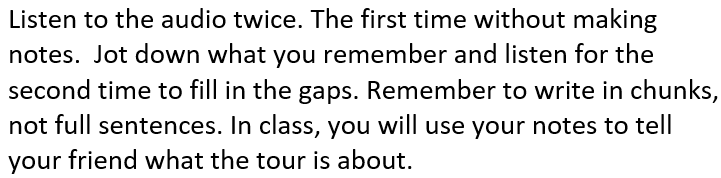 Listen to the audio twice. The first time without making
notes.  Jot down what you remember and listen for the
second time to fill in the gaps. Remember to write in chunks,
not full sentences. In class, you will use your notes to tell
your friend what the tour is about.